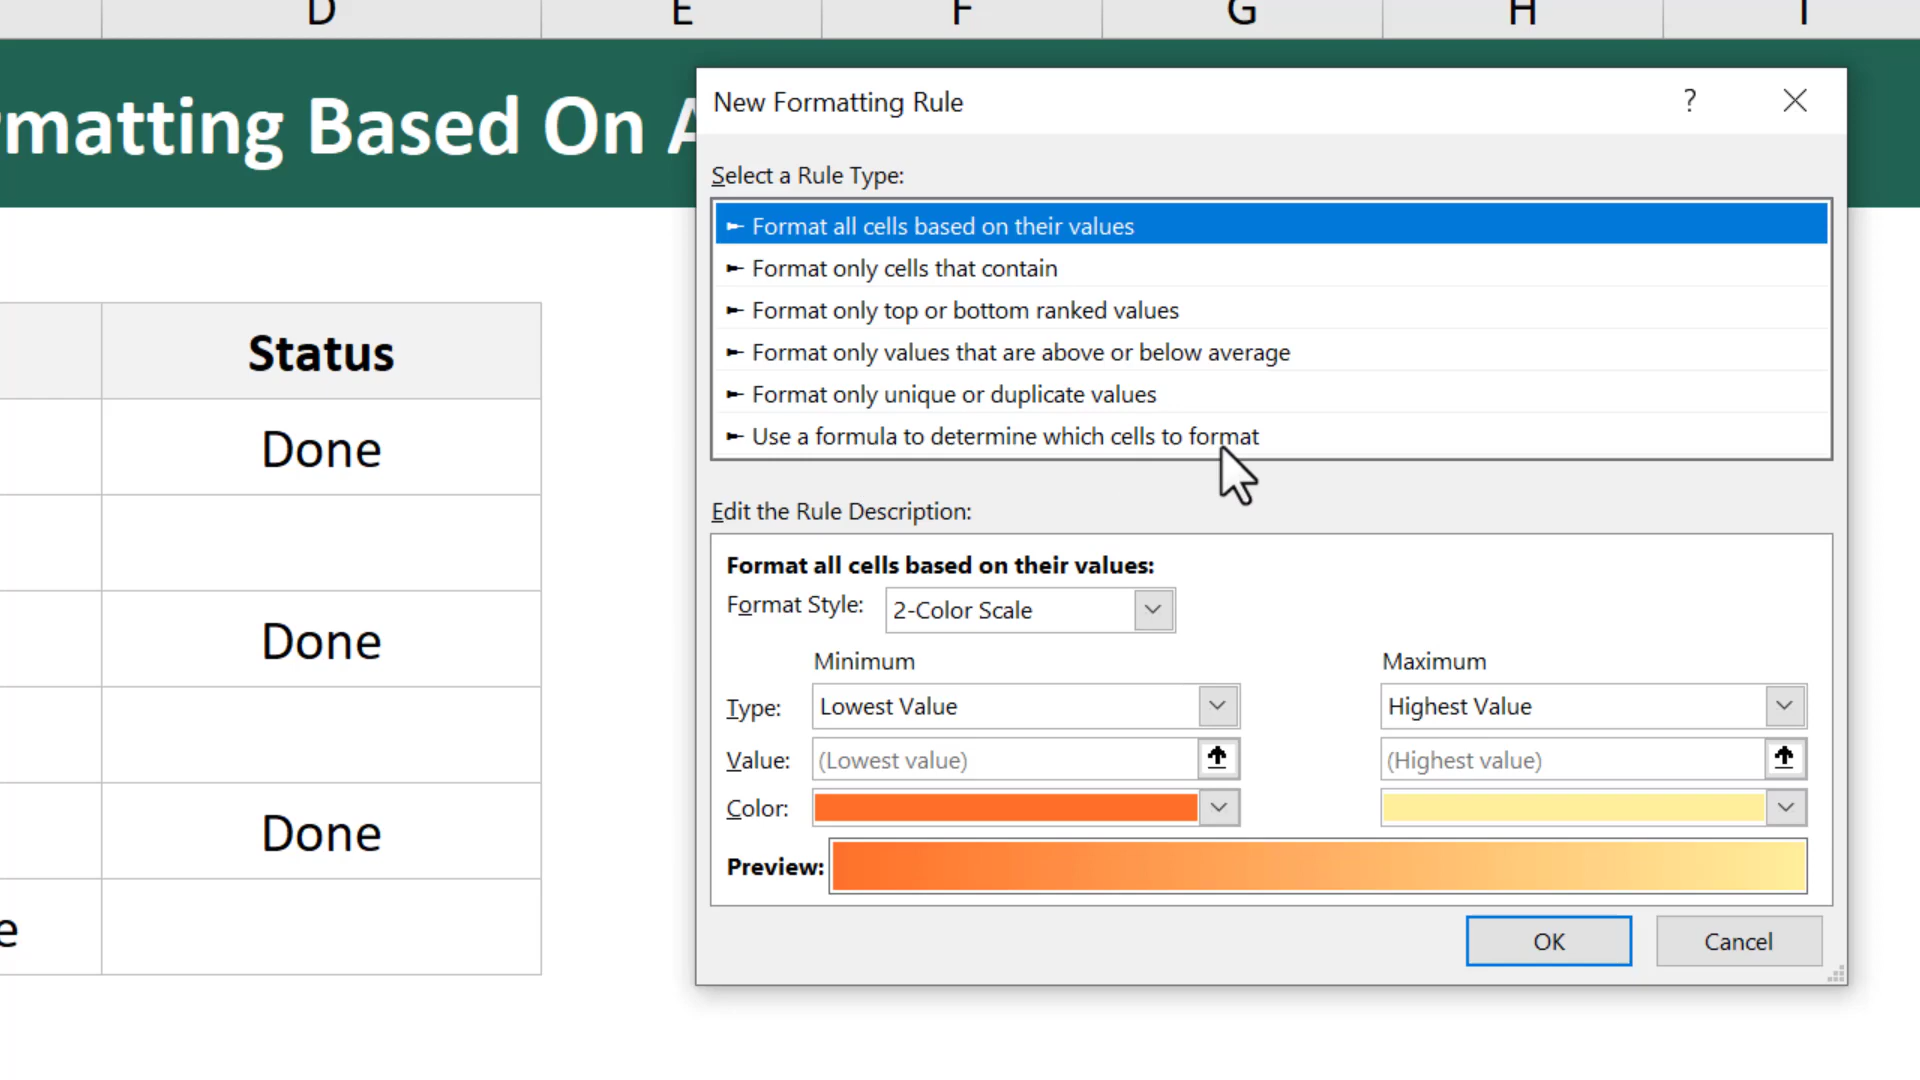 D E F G H I
rmatting Based On A
Status
Done
Done
Done
e
New Formatting Rule ?
Select a Rule Type:
► Format all cells based on their values
► Format only cells that contain
► Format only top or bottom ranked values
► Format only values that are above or below average
► Format only unique or duplicate values
► Use a formula to determine which cells to format
Edit the Rule Description:
Format all cells based on their values:
Format Style: 2-Color Scale
Minimum Maximum
Type: Lowest Value Highest Value
Value: (Lowest value) (Highest value)
Color:
Preview:
OK Cancel